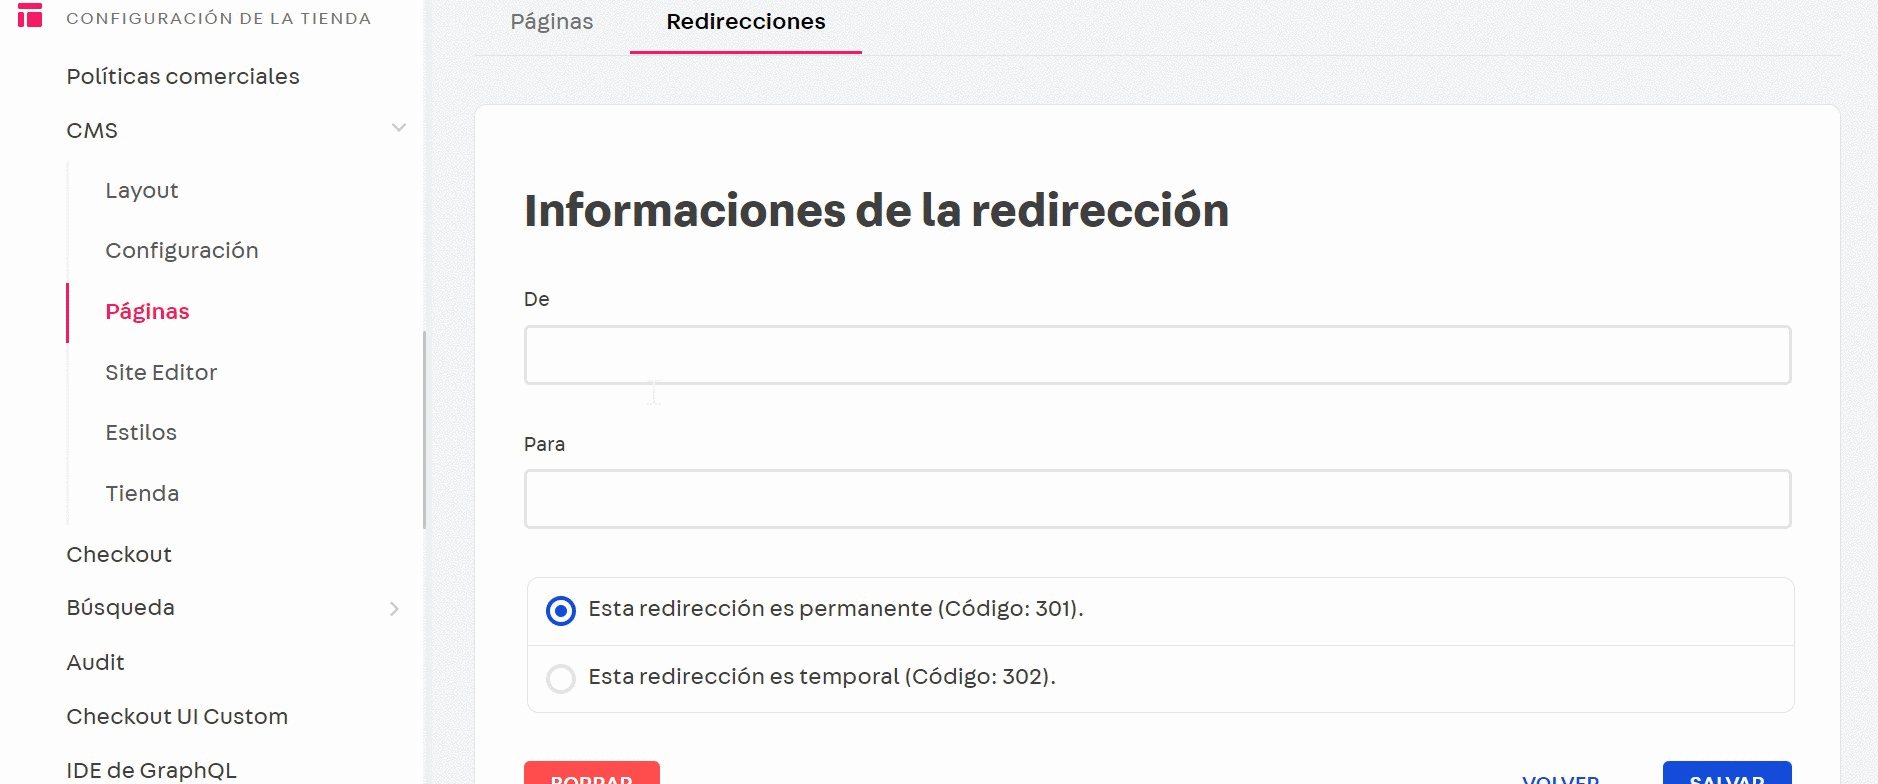 CONFIGURACIÓN DE LA TIENDA
Políticas comerciales
CMS
Layout
Configuración
Páginas
Site Editor
Estilos
Tienda
Checkout
Búsqueda
Audit
Checkout UI Custom
IDE de GraphQL
Páginas
Redirecciones
Informaciones de la redirección
De
Para
Esta redirección es permanente (Código: 301).
Esta redirección es temporal (Código: 302).
BORRAR
VOLVER
SALVAR